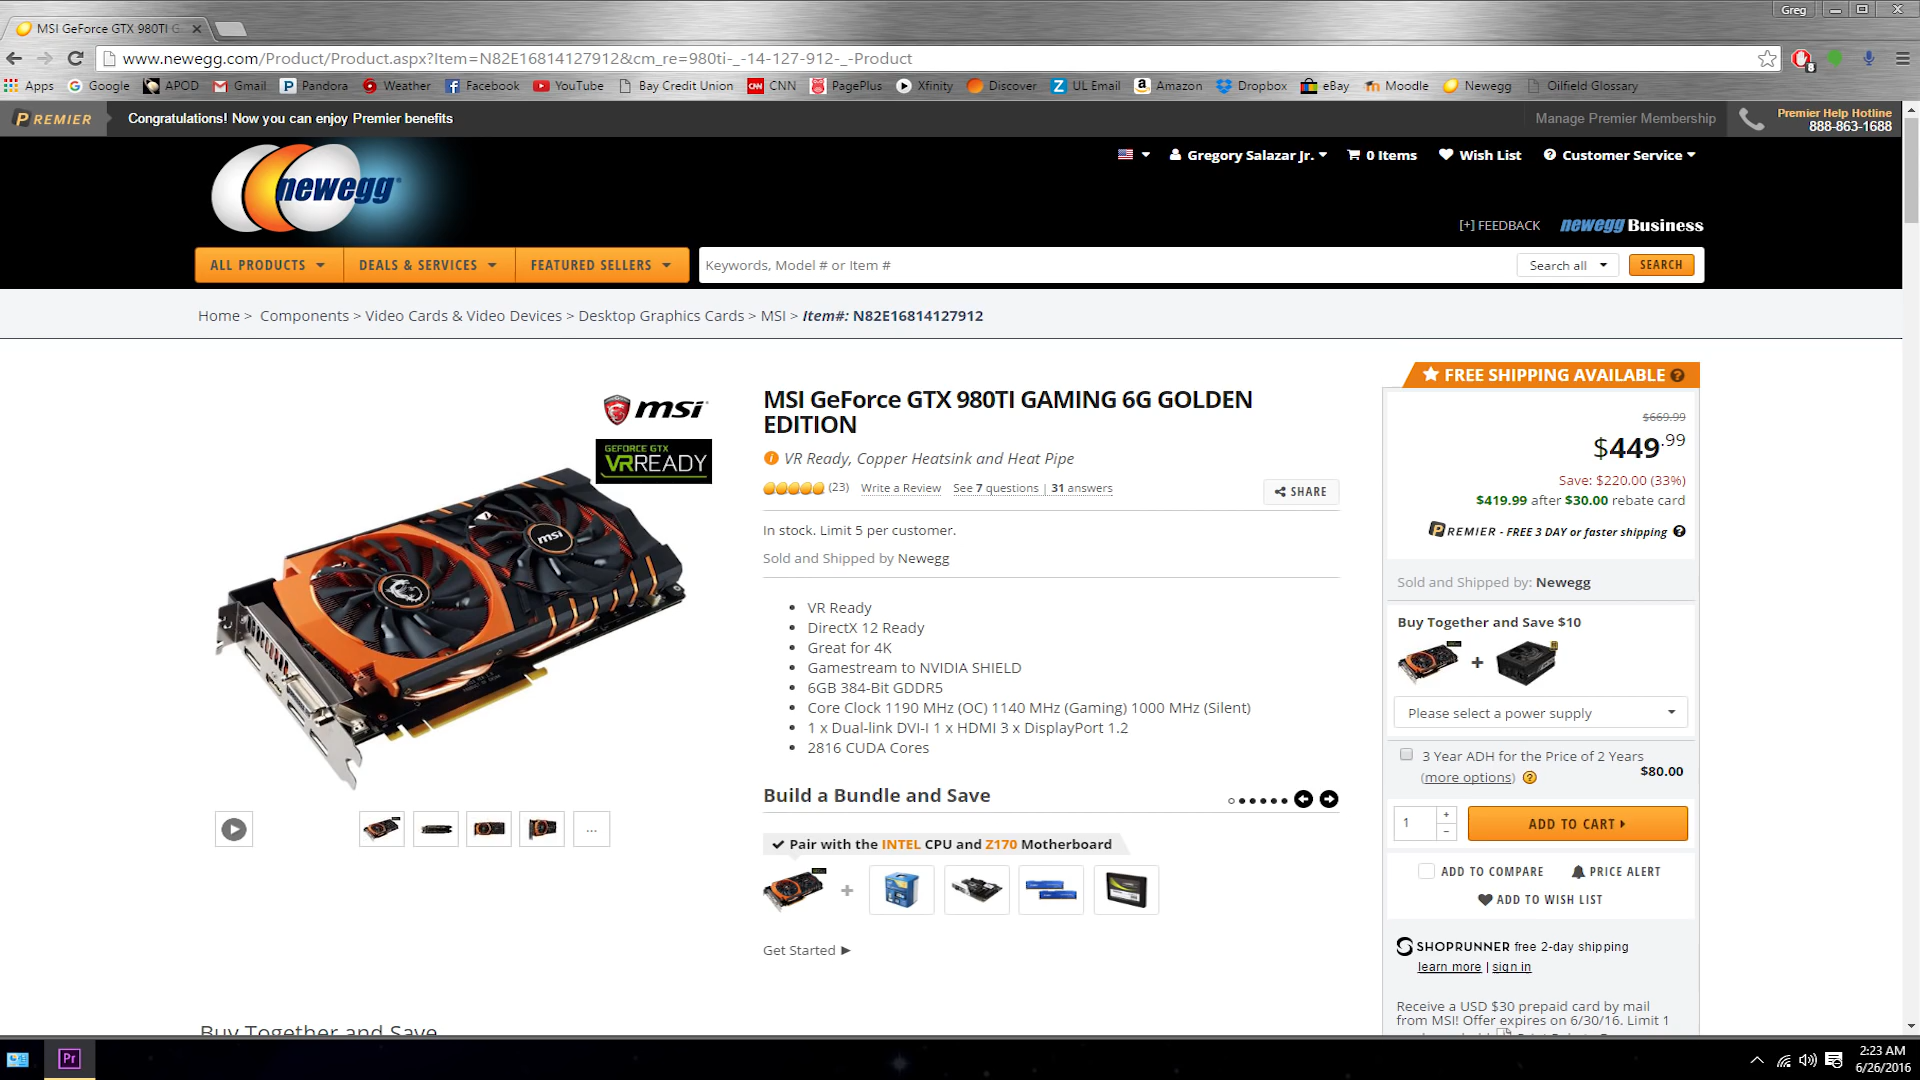 Greg
MSI GeForce GTX 980TI G
www.newegg.com/Product/Product.aspx?Item=N82E16814127912&cm_re=980ti-_-14-127-912-_-Product
8
Apps Google APOD Gmail Pandora Weather Facebook YouTube Bay Credit Union CNN PagePlus Xfinity Discover UL Email Amazon Dropbox eBay Moodle Newegg Oilfield Glossary
PREMIER Congratulations! Now you can enjoy Premier benefits
Manage Premier Membership
Premier Help Hotline
888-863-1688
newegg
Gregory Salazar Jr. 0 Items Wish List Customer Service
[+] FEEDBACK newegg Business
ALL PRODUCTS DEALS & SERVICES FEATURED SELLERS Keywords, Model # or Item # Search all SEARCH
Home > Components > Video Cards & Video Devices > Desktop Graphics Cards > MSI > Item#: N82E16814127912
msi
GEFORCE GTX
VRREADY
msi
MSI GeForce GTX 980TI GAMING 6G GOLDEN
EDITION
VR Ready, Copper Heatsink and Heat Pipe
(23) Write a Review See 7 questions | 31 answers
SHARE
In stock. Limit 5 per customer.
Sold and Shipped by Newegg
• VR Ready
• DirectX 12 Ready
• Great for 4K
• Gamestream to NVIDIA SHIELD
• 6GB 384-Bit GDDR5
• Core Clock 1190 MHz (OC) 1140 MHz (Gaming) 1000 MHz (Silent)
• 1 x Dual-link DVI-I 1 x HDMI 3 x DisplayPort 1.2
• 2816 CUDA Cores
...
Build a Bundle and Save
Pair with the INTEL CPU and Z170 Motherboard
+
Get Started ►
FREE SHIPPING AVAILABLE ?
$669.99
$449.99
Save: $220.00 (33%)
$419.99 after $30.00 rebate card
PREMIER - FREE 3 DAY or faster shipping ?
Sold and Shipped by: Newegg
Buy Together and Save $10
+
Please select a power supply
3 Year ADH for the Price of 2 Years
(more options) ? $80.00
1 + - ADD TO CART
ADD TO COMPARE PRICE ALERT
ADD TO WISH LIST
SHOPRUNNER free 2-day shipping
learn more | sign in
Receive a USD $30 prepaid card by mail
from MSI! Offer expires on 6/30/16. Limit 1
Buy Together and Save
Pr
2:23 AM
6/26/2016